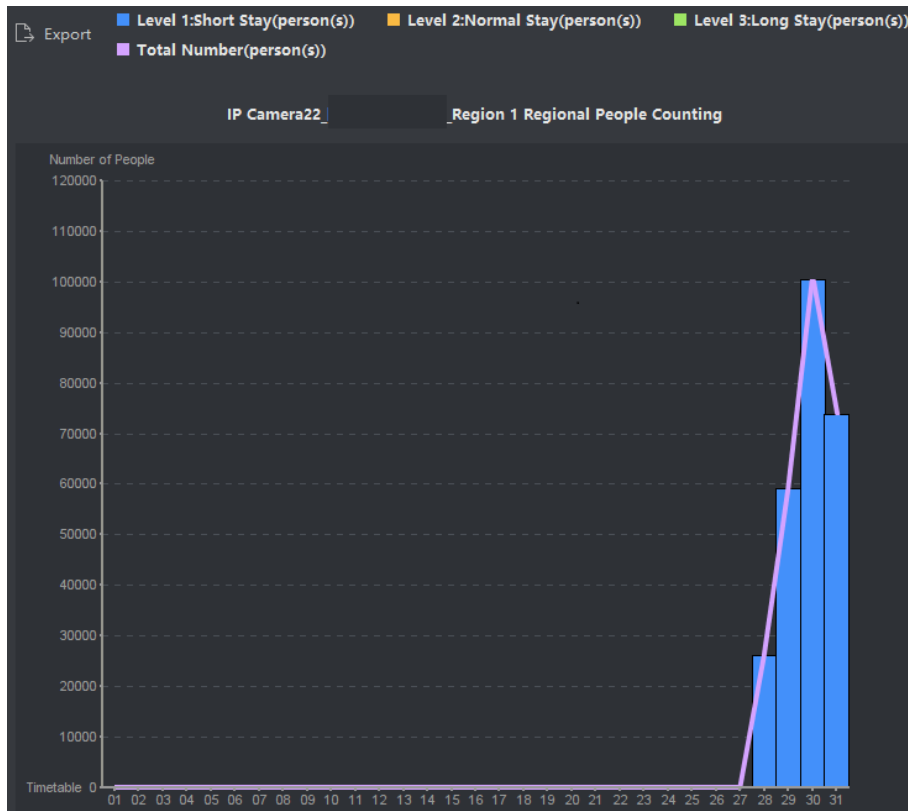 Export
Level 1:Short Stay(person(s)) Level 2:Normal Stay(person(s)) Level 3:Long Stay(person(s))
Total Number(person(s))
IP Camera22_ _Region 1 Regional People Counting
Number of People
120000
110000
100000
90000
80000
70000
60000
50000
40000
30000
20000
10000
Timetable 0
01 02 03 04 05 06 07 08 09 10 11 12 13 14 15 16 17 18 19 20 21 22 23 24 25 26 27 28 29 30 31